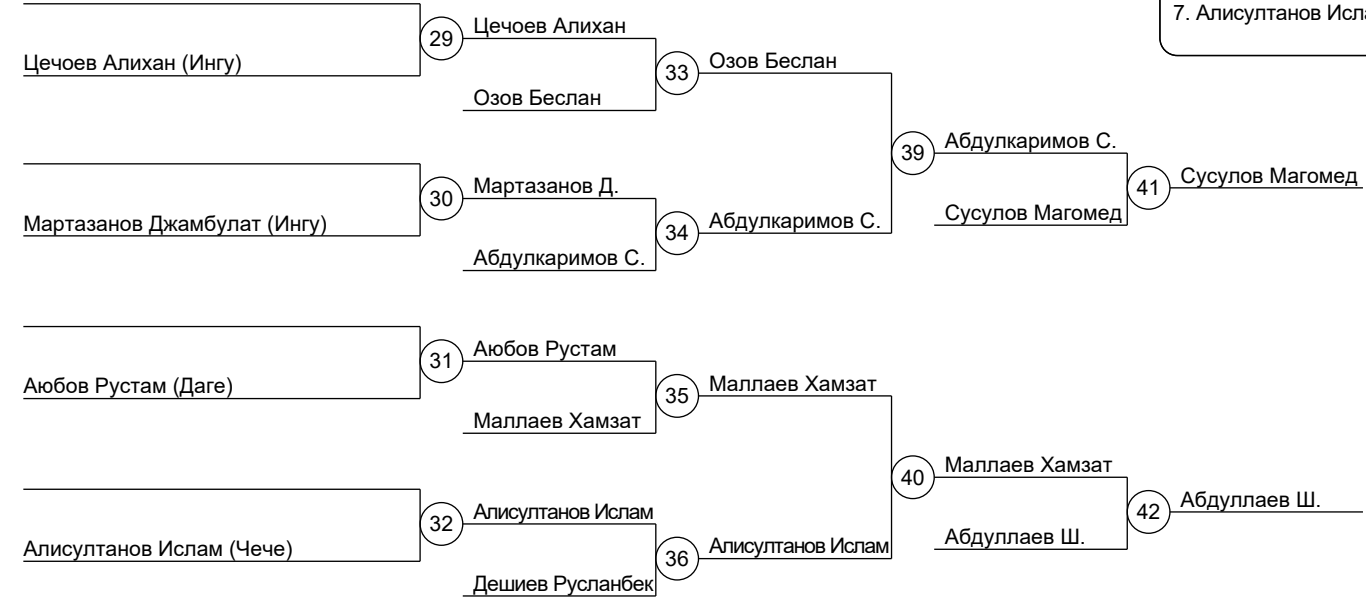 7. Алисултанов Исла
Цечоев Алихан
29
Цечоев Алихан (Ингу)
Озов Беслан
33
Озов Беслан
Абдулкаримов С.
39
Сусулов Магомед
41
Мартазанов Д.
30
Сусулов Магомед
Мартазанов Джамбулат (Ингу)
Абдулкаримов С.
34
Абдулкаримов С.
Аюбов Рустам
31
Аюбов Рустам (Даге)
Маллаев Хамзат
35
Маллаев Хамзат
Маллаев Хамзат
40
Абдуллаев Ш.
42
Алисултанов Ислам
32
Абдуллаев Ш.
Алисултанов Ислам (Чече)
Алисултанов Ислам
36
Дешиев Русланбек